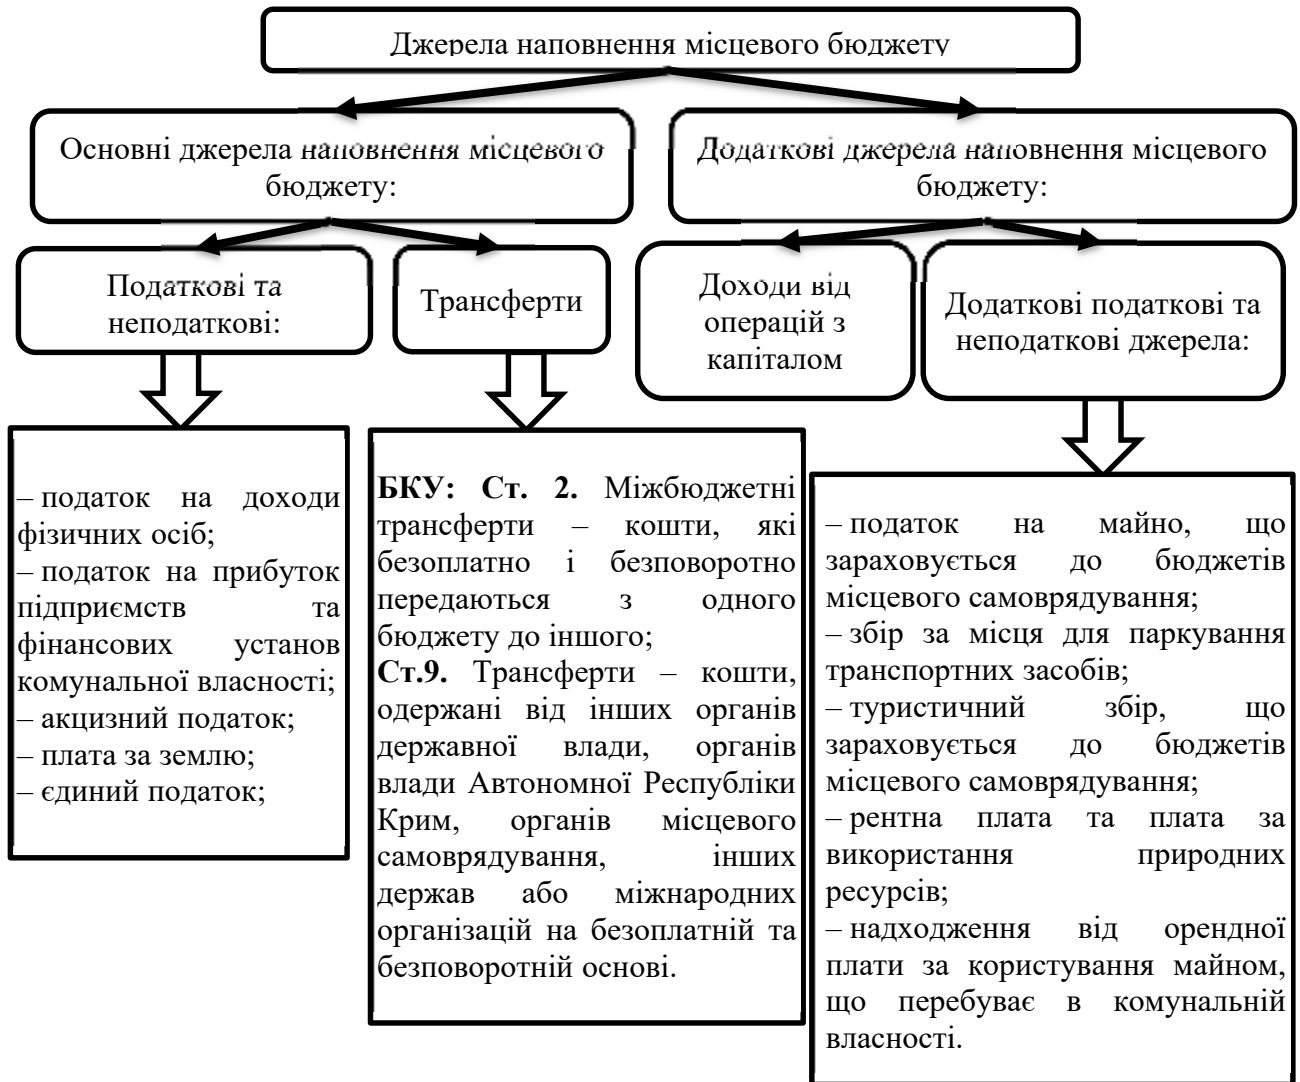 Джерела наповнення місцевого бюджету
Основні джерела наповнення місцевого
бюджету:
Додаткові джерела наповнення місцевого
бюджету:
Податкові та
неподаткові:
Трансферти
Доходи від
операцій з
капіталом
Додаткові податкові та
неподаткові джерела:
– податок на доходи
фізичних осіб;
– податок на прибуток
підприємств та
фінансових установ
комунальної власності;
– акцизний податок;
– плата за землю;
– єдиний податок;
БКУ: Ст. 2. Міжбюджетні
трансферти – кошти, які
безоплатно і безповоротно
передаються з одного
бюджету до іншого;
Ст.9. Трансферти – кошти,
одержані від інших органів
державної влади, органів
влади Автономної Республіки
Крим, органів місцевого
самоврядування, інших
держав або міжнародних
організацій на безоплатній та
безповоротній основі.
– податок на майно, що
зараховується до бюджетів
місцевого самоврядування;
– збір за місця для паркування
транспортних засобів;
– туристичний збір, що
зараховується до бюджетів
місцевого самоврядування;
– рентна плата та плата за
використання природних
ресурсів;
– надходження від орендної
плати за користування майном,
що перебуває в комунальній
власності.